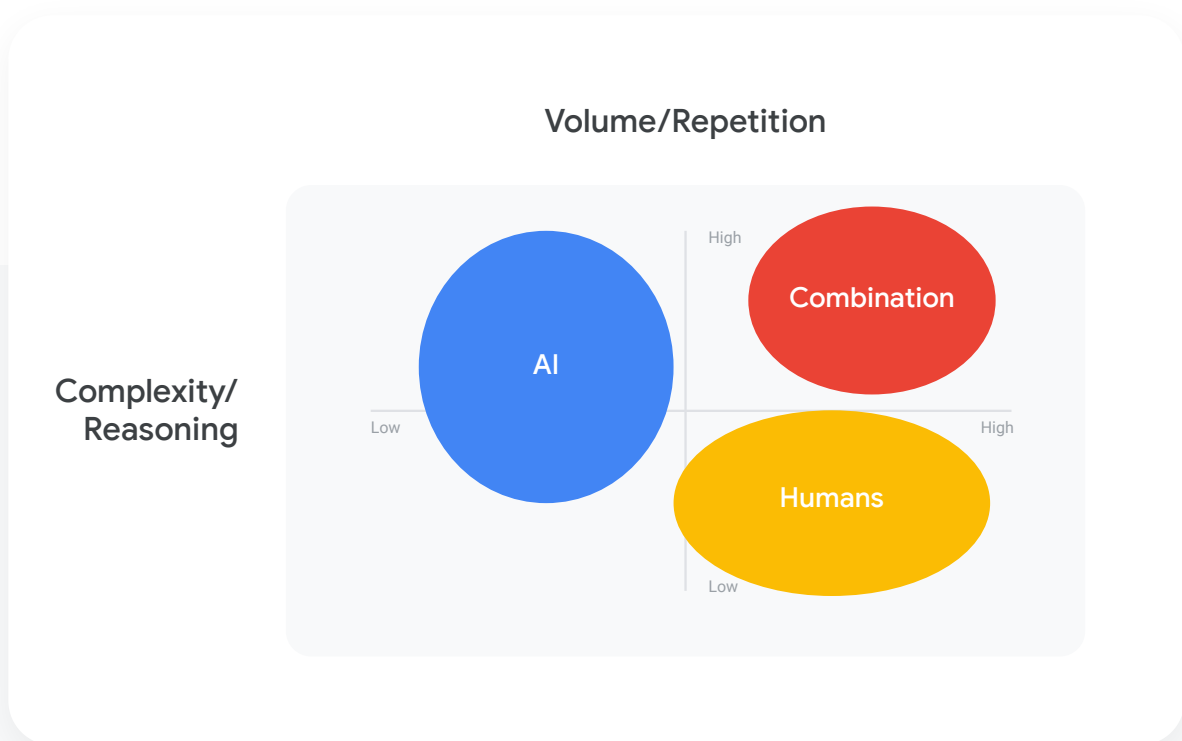 Volume/Repetition
High
Combination
AI
Complexity/
Reasoning
Low
High
Humans
Low